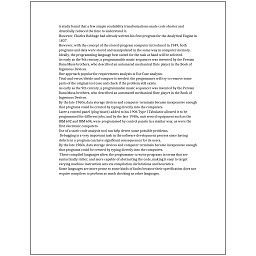 A study found that a few simple readability transformations made code shorter and
drastically reduced the time to understand it.
However, Charles Babbage had already written his first program for the Analytical Engine in
1837.
However, with the concept of the stored-program computer introduced in 1949, both
programs and data were stored and manipulated in the same way in computer memory.
Ideally, the programming language best suited for the task at hand will be selected.
As early as the 9th century, a programmable music sequencer was invented by the Persian
Banu Musa brothers, who described an automated mechanical flute player in the Book of
Ingenious Devices.
One approach popular for requirements analysis is Use Case analysis.
Trial-and-error/divide-and-conquer is needed: the programmer will try to remove some
parts of the original test case and check if the problem still exists.
As early as the 9th century, a programmable music sequencer was invented by the Persian
Banu Musa brothers, who described an automated mechanical flute player in the Book of
Ingenious Devices.
By the late 1960s, data storage devices and computer terminals became inexpensive enough
that programs could be created by typing directly into the computers.
Later a control panel (plug board) added to his 1906 Type I Tabulator allowed it to be
programmed for different jobs, and by the late 1940s, unit record equipment such as the
IBM 602 and IBM 604, were programmed by control panels in a similar way, as were the
first electronic computers.
Use of a static code analysis tool can help detect some possible problems.
Debugging is a very important task in the software development process since having
defects in a program can have significant consequences for its users.
By the late 1960s, data storage devices and computer terminals became inexpensive enough
that programs could be created by typing directly into the computers.
These compiled languages allow the programmer to write programs in terms that are
syntactically richer, and more capable of abstracting the code, making it easy to target
varying machine instruction sets via compilation declarations and heuristics.
Some languages are more prone to some kinds of faults because their specification does not
require compilers to perform as much checking as other languages.